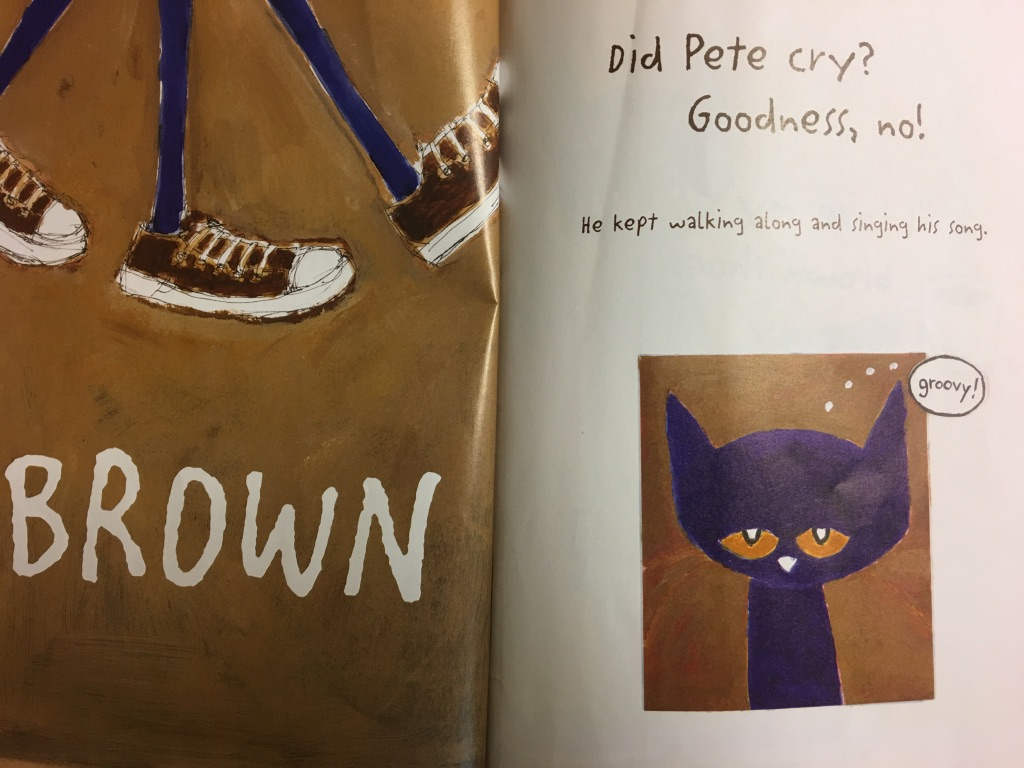 BROWN
Did Pete cry?
Goodness, no!
He kept walking along and singing his song.
groovy!